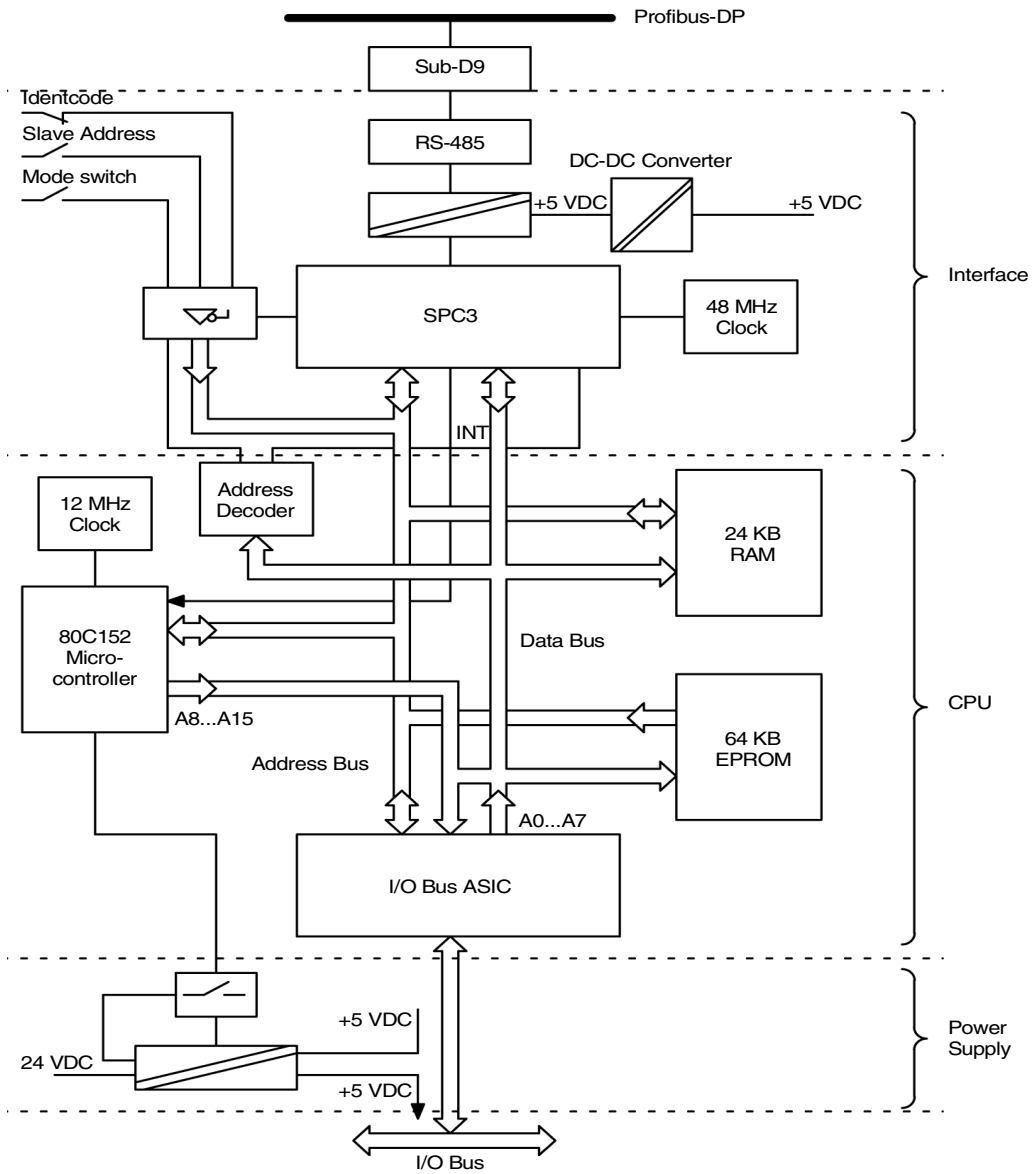 Profibus-DP
Sub-D9
Identcode
Slave Address
Mode switch
RS-485
DC-DC Converter
+5 VDC
+5 VDC
SPC3
48 MHz
Clock
Interface
INT
12 MHz
Clock
Address
Decoder
24 KB
RAM
80C152
Micro-
controller
Data Bus
A8...A15
CPU
Address Bus
64 KB
EPROM
A0...A7
I/O Bus ASIC
+5 VDC
24 VDC
+5 VDC
Power
Supply
I/O Bus